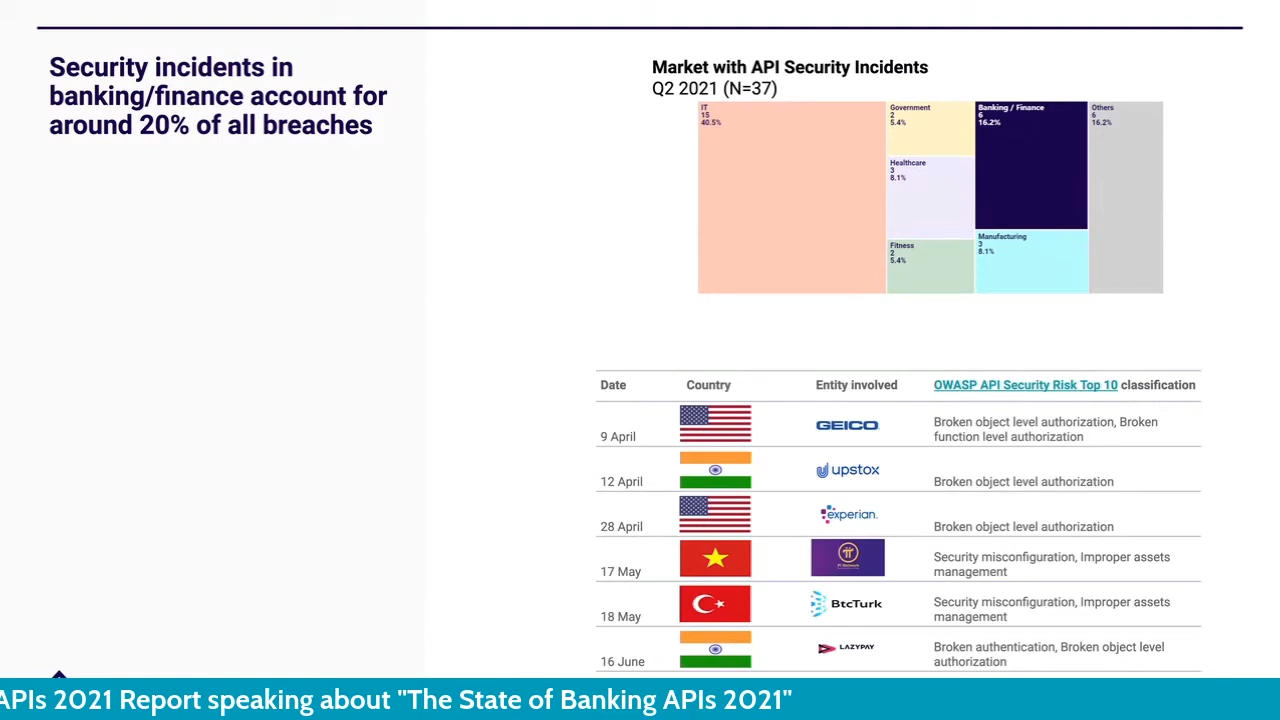 Security incidents in
banking/finance account for
around 20% of all breaches
Market with API Security Incidents
Q2 2021 (N=37)
IT
15
40.5%
Government
2
5.4%
Healthcare
3
8.1%
Fitness
2
5.4%
Banking / Finance
6
16.2%
Manufacturing
3
8.1%
Others
6
16.2%
Date Country Entity involved OWASP API Security Risk Top 10 classification
9 April GEICO Broken object level authorization, Broken
function level authorization
12 April upstox Broken object level authorization
28 April experian. Broken object level authorization
17 May Pi Network Security misconfiguration, Improper assets
management
18 May BtcTurk Security misconfiguration, Improper assets
management
16 June LAZYPAY Broken authentication, Broken object level
authorization
APIs 2021 Report speaking about "The State of Banking APIs 2021"